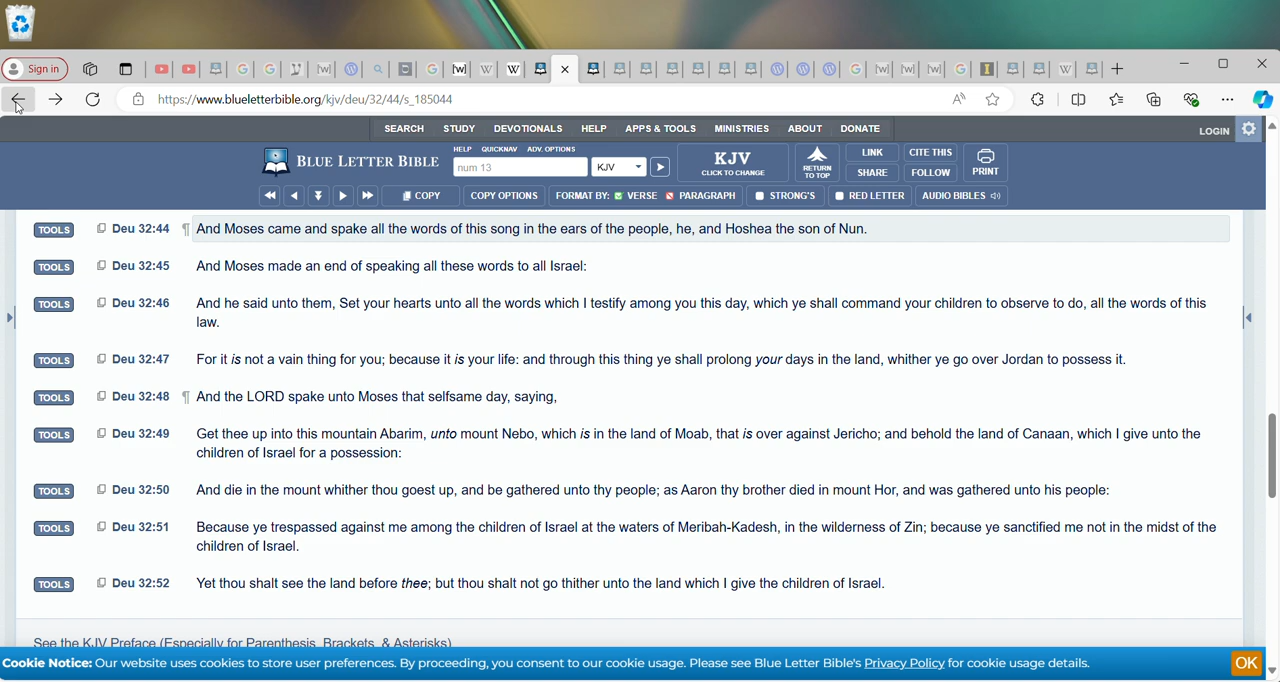 Sign in
https://www.blueletterbible.org/kjv/deu/32/44/s_185044
SEARCH STUDY DEVOTIONALS HELP APPS & TOOLS MINISTRIES ABOUT DONATE
LOGIN
BLUE LETTER BIBLE
HELP QUICKNAV ADV. OPTIONS
num 13 KJV
KJV
CLICK TO CHANGE
RETURN
TO TOP
LINK CITE THIS
SHARE FOLLOW
PRINT
COPY COPY OPTIONS FORMAT BY: VERSE PARAGRAPH STRONG'S RED LETTER AUDIO BIBLES
TOOLS Deu 32:44 ¶ And Moses came and spake all the words of this song in the ears of the people, he, and Hoshea the son of Nun.
TOOLS Deu 32:45 And Moses made an end of speaking all these words to all Israel:
TOOLS Deu 32:46 And he said unto them, Set your hearts unto all the words which I testify among you this day, which ye shall command your children to observe to do, all the words of this
law.
TOOLS Deu 32:47 For it is not a vain thing for you; because it is your life: and through this thing ye shall prolong your days in the land, whither ye go over Jordan to possess it.
TOOLS Deu 32:48 ¶ And the LORD spake unto Moses that selfsame day, saying,
TOOLS Deu 32:49 Get thee up into this mountain Abarim, unto mount Nebo, which is in the land of Moab, that is over against Jericho; and behold the land of Canaan, which I give unto the
children of Israel for a possession:
TOOLS Deu 32:50 And die in the mount whither thou goest up, and be gathered unto thy people; as Aaron thy brother died in mount Hor, and was gathered unto his people:
TOOLS Deu 32:51 Because ye trespassed against me among the children of Israel at the waters of Meribah-Kadesh, in the wilderness of Zin; because ye sanctified me not in the midst of the
children of Israel.
TOOLS Deu 32:52 Yet thou shalt see the land before thee; but thou shalt not go thither unto the land which I give the children of Israel.
See the KJV Preface (Especially for Parenthesis, Brackets, & Asterisks)
Cookie Notice: Our website uses cookies to store user preferences. By proceeding, you consent to our cookie usage. Please see Blue Letter Bible's Privacy Policy for cookie usage details.
OK